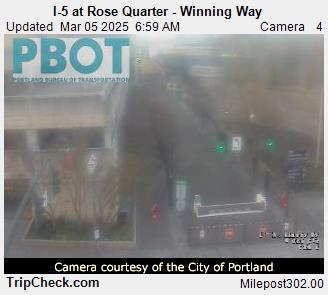 I-5 at Rose Quarter - Winning Way
Updated Mar 05 2025 6:59 AM Camera 4
PBOT
PORTLAND BUREAU OF TRANSPORTATION
Camera courtesy of the City of Portland
TripCheck.com Milepost302.00